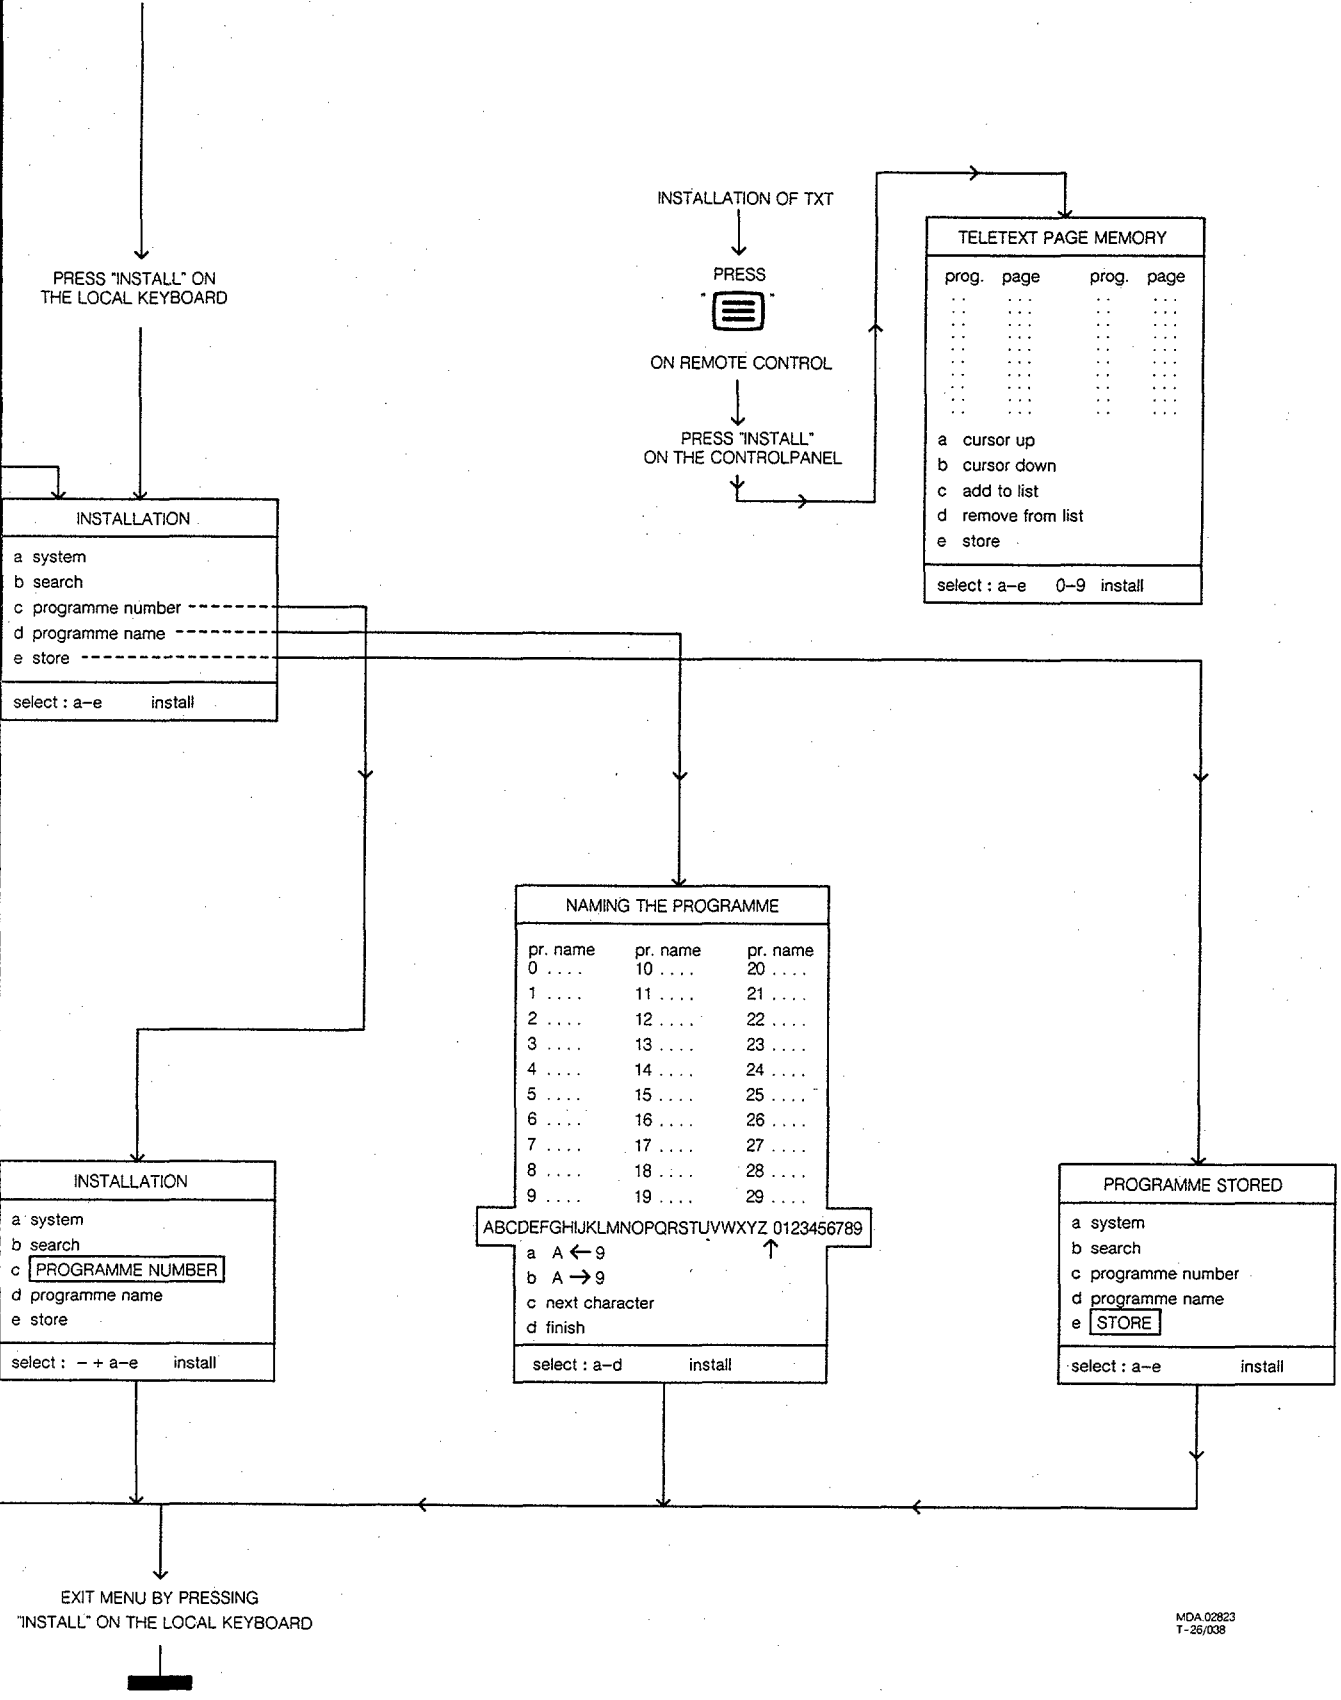 INSTALLATION OF TXT
PRESS
" "
ON REMOTE CONTROL
PRESS "INSTALL"
ON THE CONTROLPANEL
TELETEXT PAGE MEMORY
prog. page prog. page
. . . . . . . . . .
. . . . . . . . . .
. . . . . . . . . .
. . . . . . . . . .
. . . . . . . . . .
. . . . . . . . . .
. . . . . . . . . .
. . . . . . . . . .
. . . . . . . . . .
. . . . . . . . . .
a cursor up
b cursor down
c add to list
d remove from list
e store
select : a–e 0–9 install
PRESS "INSTALL" ON
THE LOCAL KEYBOARD
INSTALLATION
a system
b search
c programme number
d programme name
e store
select : a–e install
INSTALLATION
a system
b search
c PROGRAMME NUMBER
d programme name
e store
select : – + a–e install
NAMING THE PROGRAMME
pr. name pr. name pr. name
0 . . . . 10 . . . . 20 . . . .
1 . . . . 11 . . . . 21 . . . .
2 . . . . 12 . . . . 22 . . . .
3 . . . . 13 . . . . 23 . . . .
4 . . . . 14 . . . . 24 . . . .
5 . . . . 15 . . . . 25 . . . .
6 . . . . 16 . . . . 26 . . . .
7 . . . . 17 . . . . 27 . . . .
8 . . . . 18 . . . . 28 . . . .
9 . . . . 19 . . . . 29 . . . .
ABCDEFGHIJKLMNOPQRSTUVWXYZ 0123456789
↑
a A ← 9
b A → 9
c next character
d finish
select : a–d install
PROGRAMME STORED
a system
b search
c programme number
d programme name
e STORE
select : a–e install
EXIT MENU BY PRESSING
"INSTALL" ON THE LOCAL KEYBOARD
MDA.02823
T-26/038